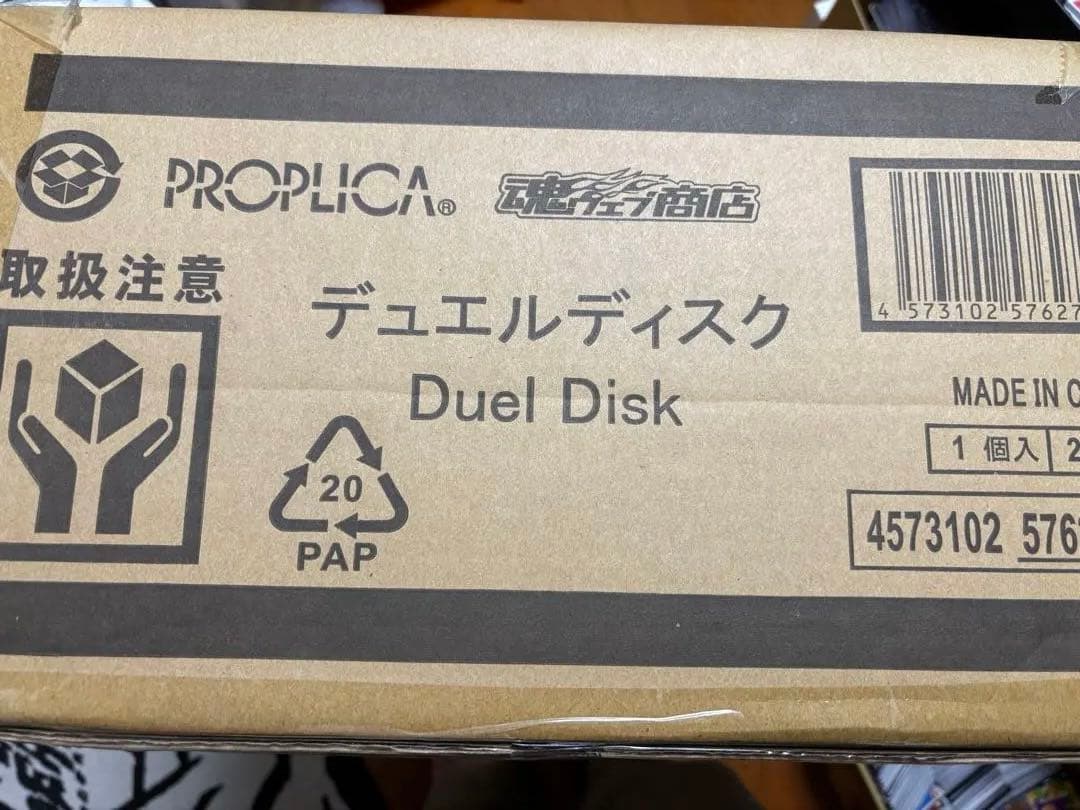 PROPLICA®
魂ウェブ商店
取扱注意
デュエルディスク
Duel Disk
4 573102 57627
MADE IN C
1 個入 2
20
PAP
4573102 576